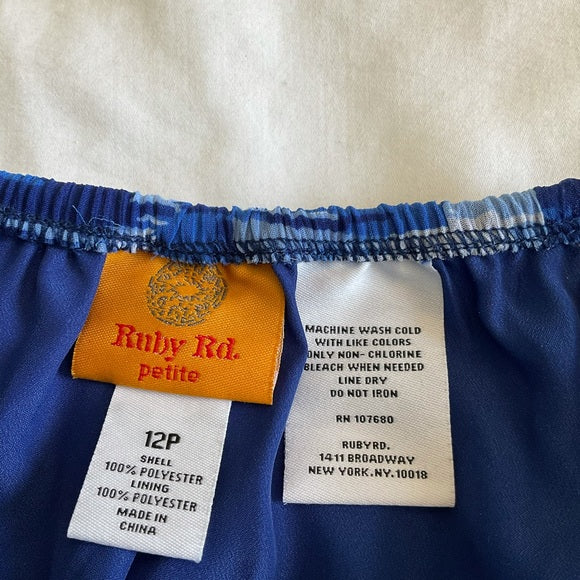 Ruby Rd.
petite
12P
SHELL
100% POLYESTER
LINING
100% POLYESTER
MADE IN
CHINA
MACHINE WASH COLD
WITH LIKE COLORS
ONLY NON- CHLORINE
BLEACH WHEN NEEDED
LINE DRY
DO NOT IRON
RN 107680
RUBYRD.
1411 BROADWAY
NEW YORK.NY.10018